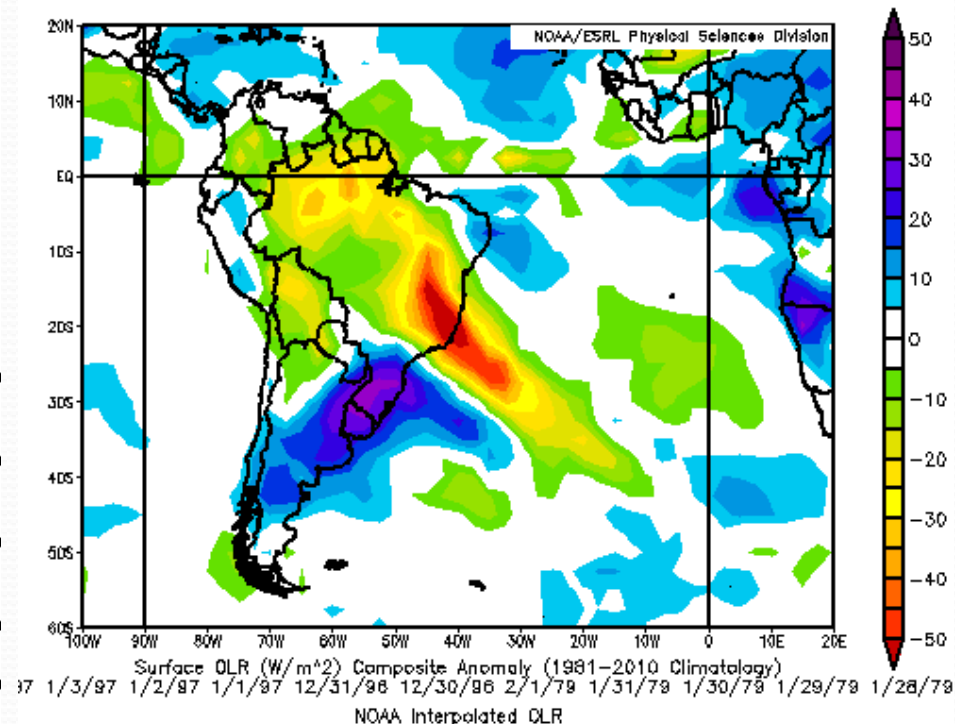 NOAA/ESRL Physical Sciences Division
20N
10N
EQ
10S
20S
30S
40S
50S
60S
100W 90W 80W 70W 60W 50W 40W 30W 20W 10W 0 10E 20E
50
40
30
20
10
0
-10
-20
-30
-40
-50
Surface OLR (W/m^2) Composite Anomaly (1981-2010 Climatology)
97 1/3/97 1/2/97 1/1/97 12/31/96 12/30/96 2/1/79 1/31/79 1/30/79 1/29/79 1/28/79
NOAA Interpolated OLR